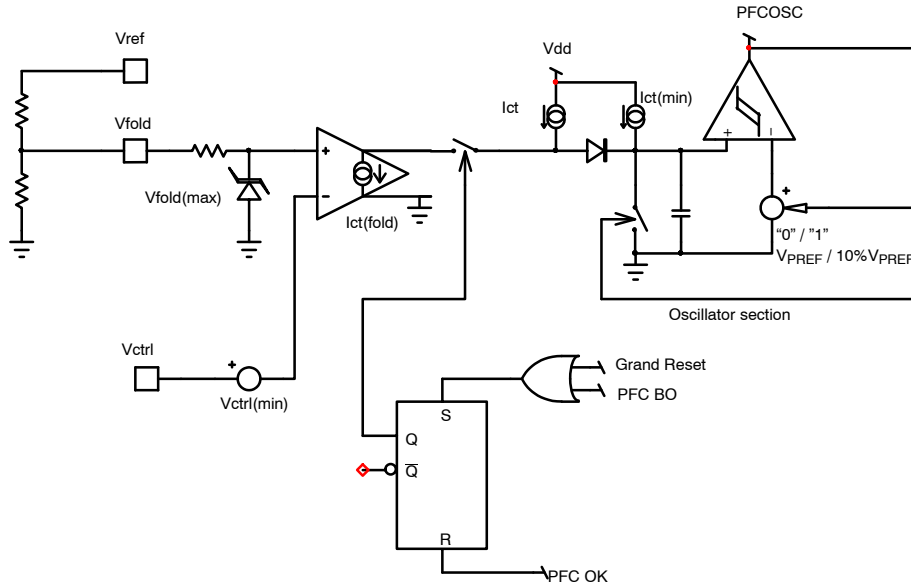 PFCOSC
Vref
Vdd
Ict
Ict(min)
Vfold
+
−
+
−
Vfold(max)
Ict(fold)
+
“0” / ”1”
VPREF / 10%VPREF
Oscillator section
Vctrl
+
Vctrl(min)
Grand Reset
PFC BO
S
Q
Q
R
PFC OK